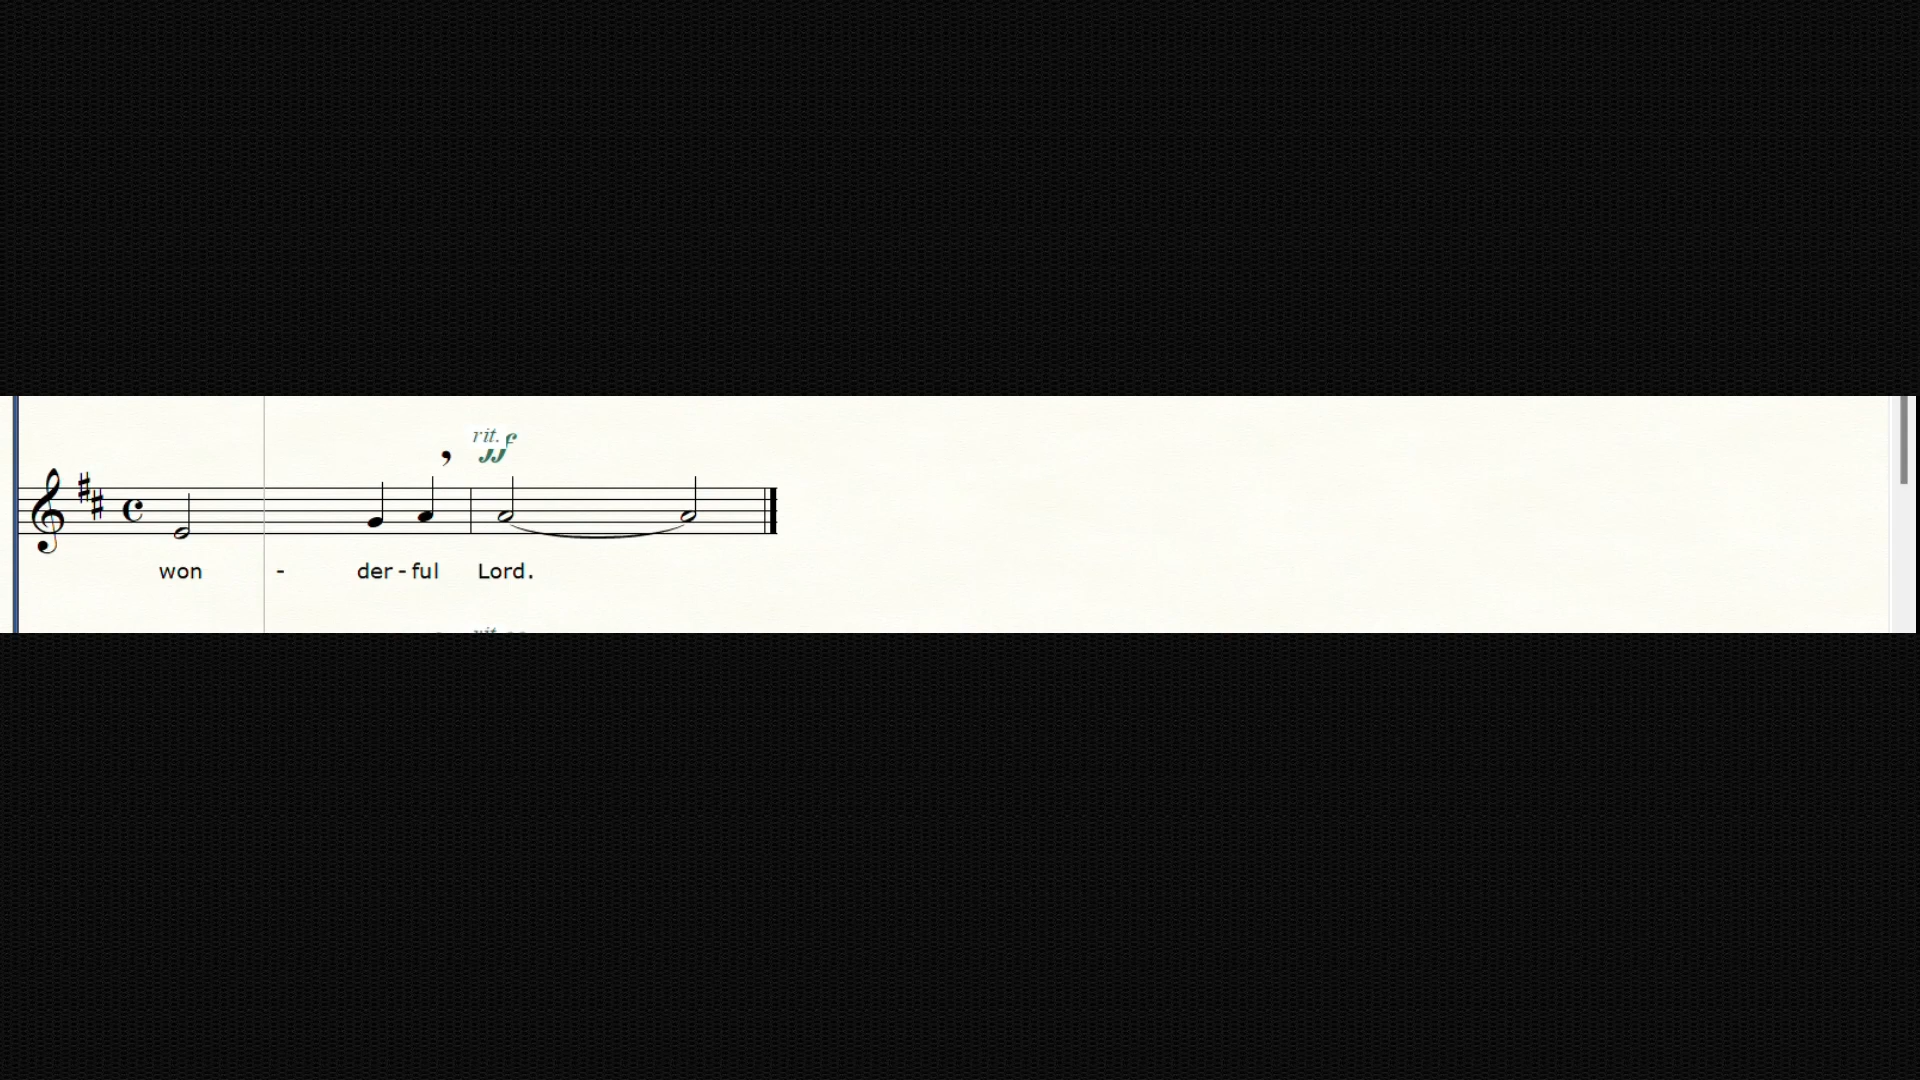 rit. ff
won - der - ful Lord.